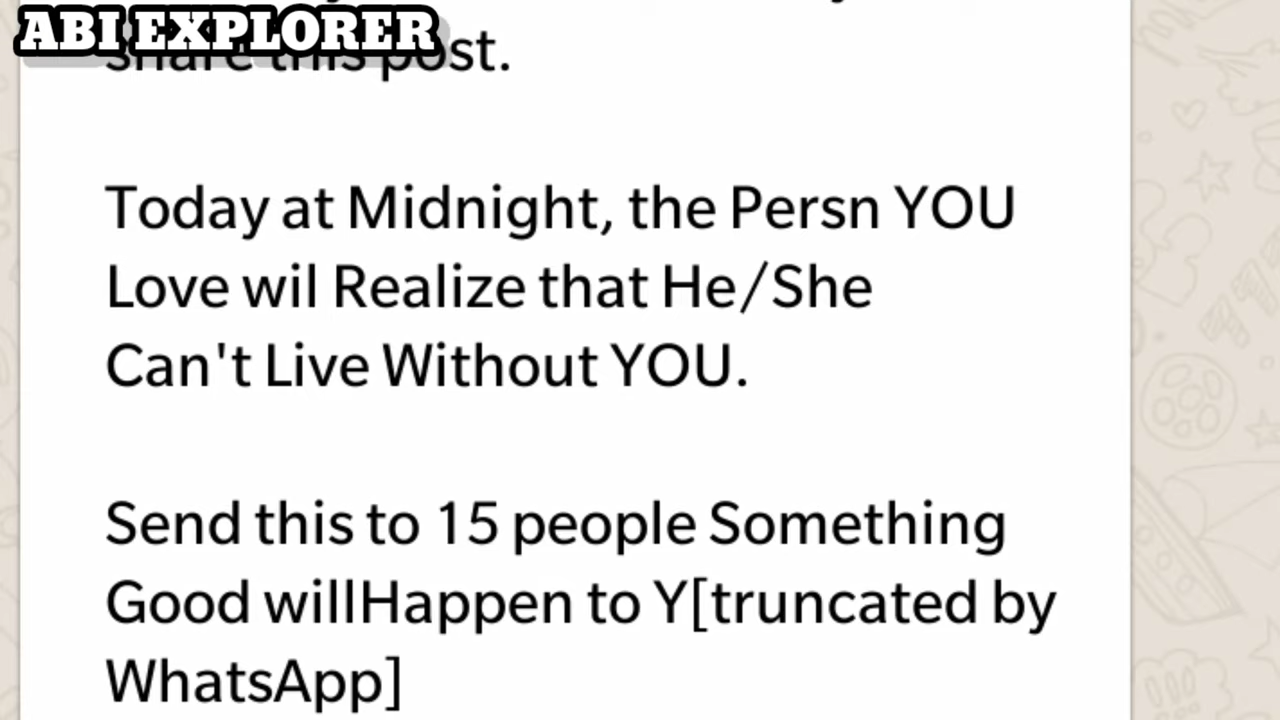 ABI EXPLORER
share this post.
Today at Midnight, the Persn YOU
Love wil Realize that He/She
Can't Live Without YOU.
Send this to 15 people Something
Good willHappen to Y[truncated by
WhatsApp]